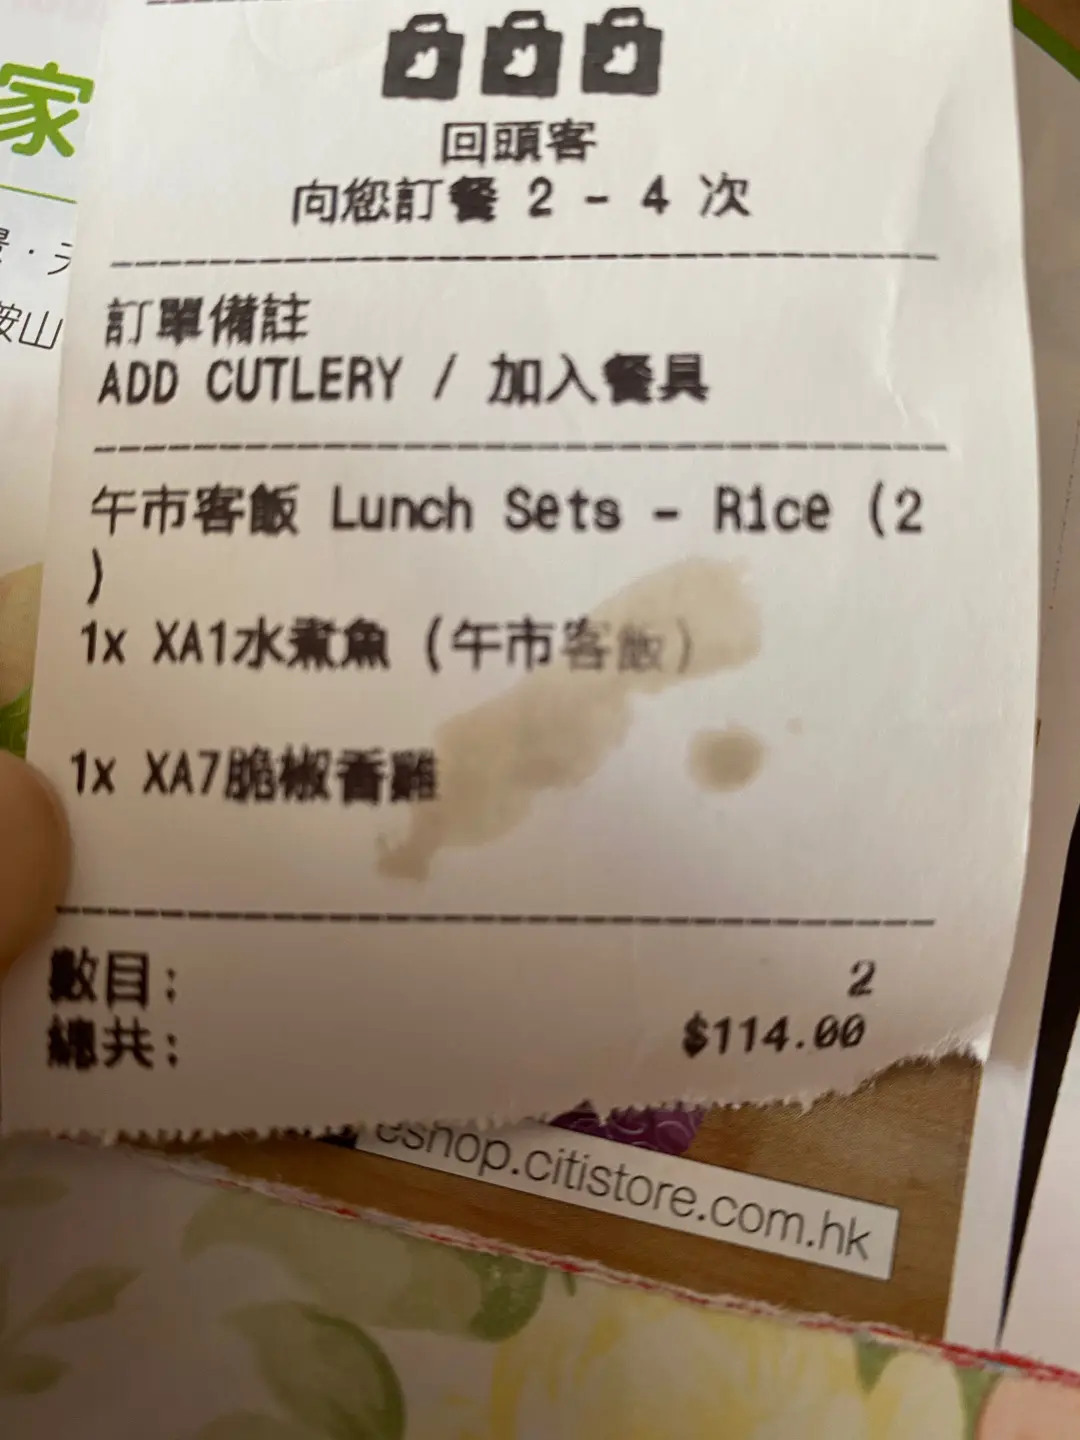 家
回頭客
向您訂餐 2 - 4 次
訂單備註
ADD CUTLERY / 加入餐具
午市客飯 Lunch Sets - Rice (2
)
1x XA1水煮魚 (午市客飯)
1x XA7脆椒香雞
數目: 2
總共: $114.00
eshop.citistore.com.hk